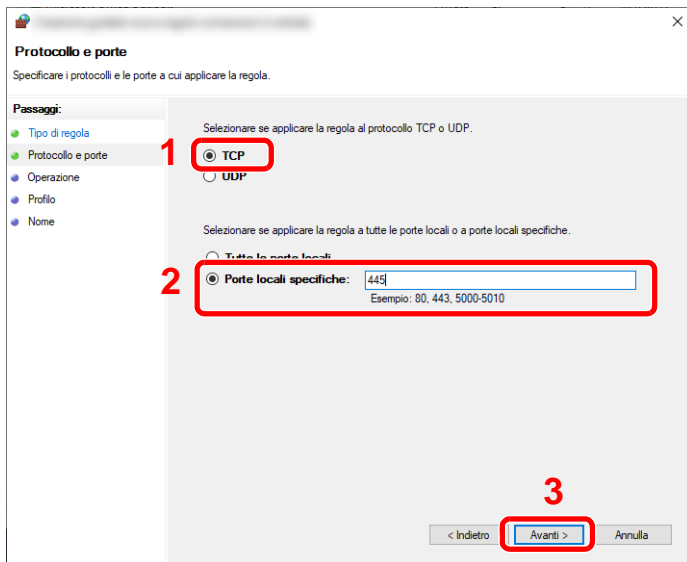 Protocollo e porte
Specificare i protocolli e le porte a cui applicare la regola.
Passaggi:
Tipo di regola
Protocollo e porte
Operazione
Profilo
Nome
Selezionare se applicare la regola al protocollo TCP o UDP.
1
TCP
UDP
Selezionare se applicare la regola a tutte le porte locali o a porte locali specifiche.
Tutte le porte locali
2
Porte locali specifiche: 445
Esempio: 80, 443, 5000-5010
3
< Indietro Avanti > Annulla